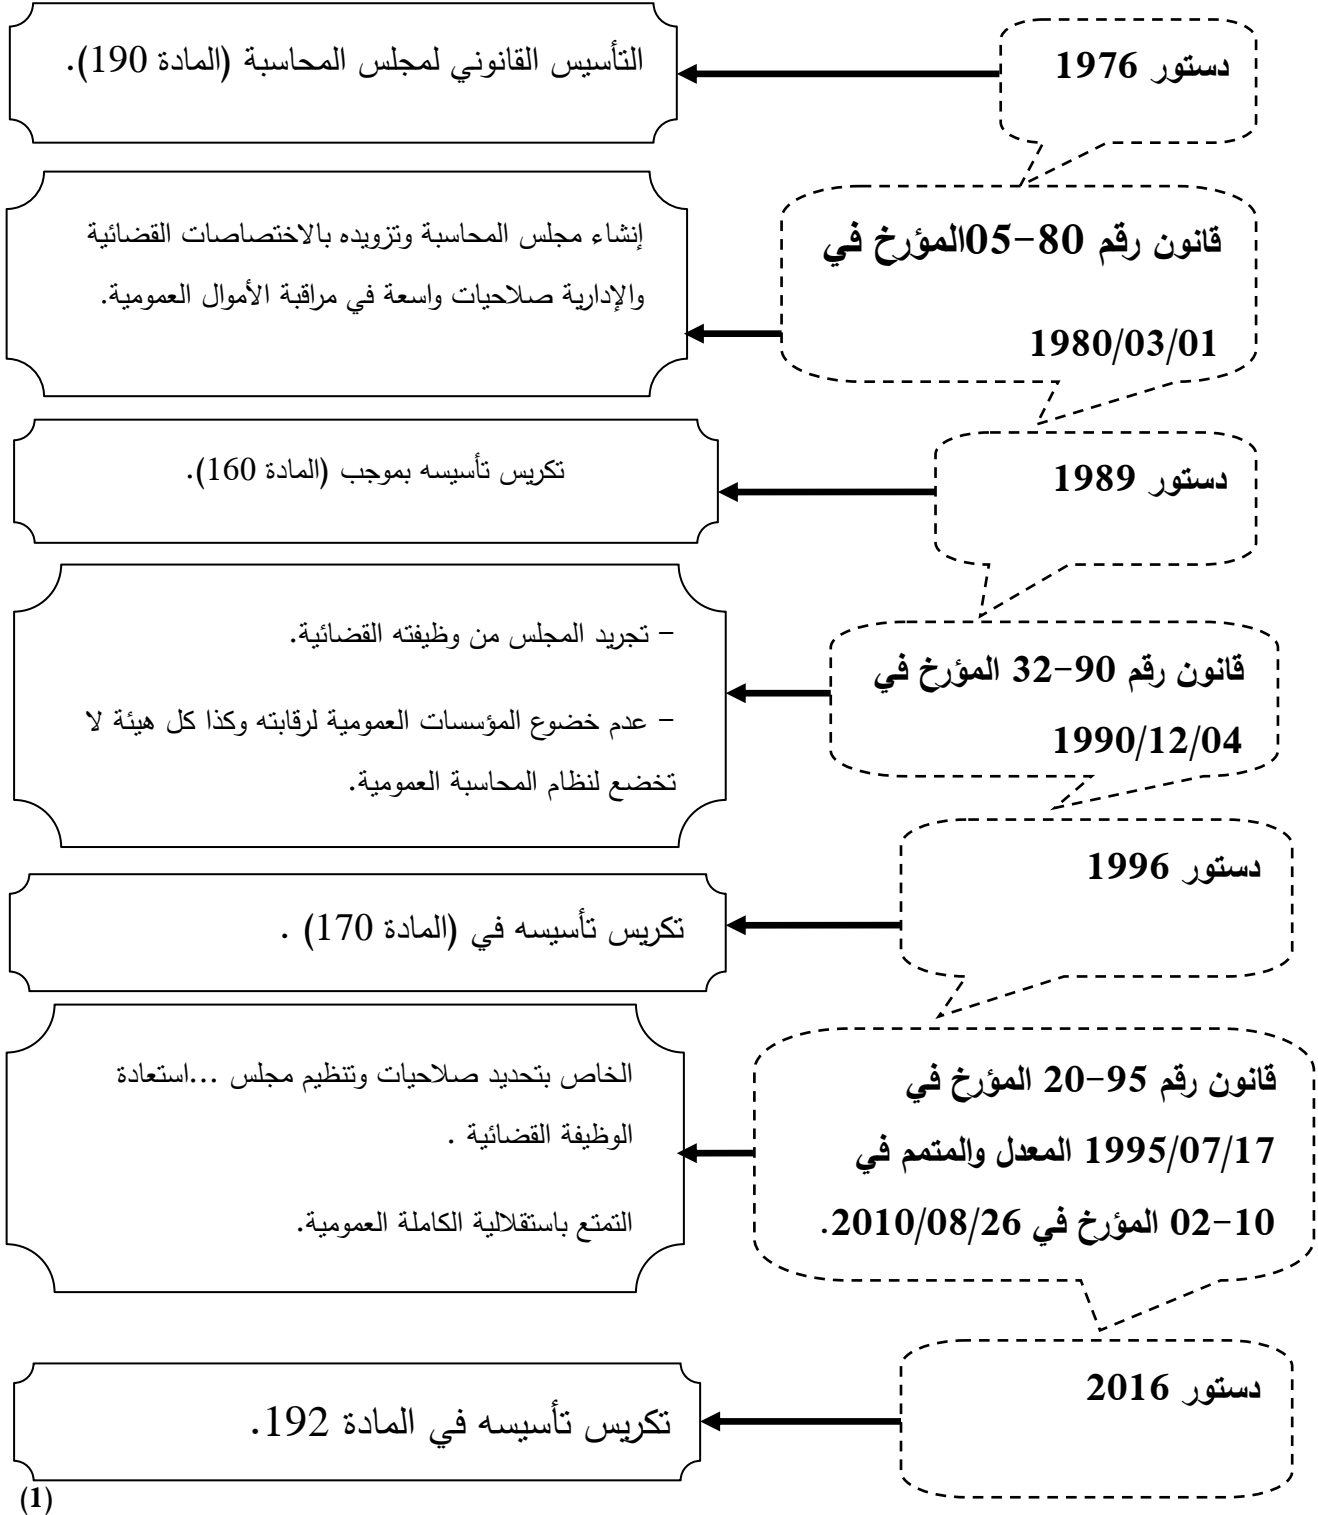 دستور 1976
التأسيس القانوني لمجلس المحاسبة (المادة 190).
قانون رقم 80-05المؤرخ في
1980/03/01
إنشاء مجلس المحاسبة وتزويده بالاختصاصات القضائية
والإدارية صلاحيات واسعة في مراقبة الأموال العمومية.
دستور 1989
تكريس تأسيسه بموجب (المادة 160).
قانون رقم 90-32 المؤرخ في
1990/12/04
- تجريد المجلس من وظيفته القضائية.
- عدم خضوع المؤسسات العمومية لرقابته وكذا كل هيئة لا
تخضع لنظام المحاسبة العمومية.
دستور 1996
تكريس تأسيسه في (المادة 170) .
قانون رقم 95-20 المؤرخ في
1995/07/17 المعدل والمتمم في
10-02 المؤرخ في 2010/08/26.
الخاص بتحديد صلاحيات وتنظيم مجلس ...استعادة
الوظيفة القضائية .
التمتع باستقلالية الكاملة العمومية.
دستور 2016
تكريس تأسيسه في المادة 192.
(1)